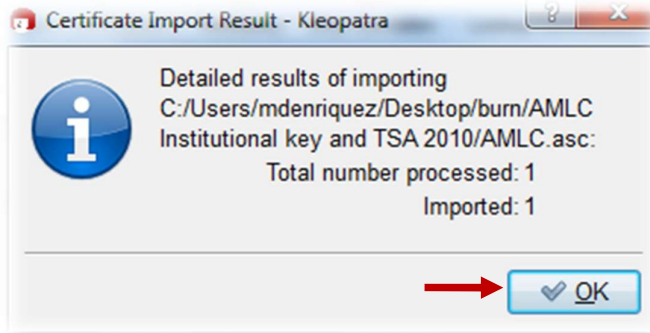 Certificate Import Result - Kleopatra
Detailed results of importing
C:/Users/mdenriquez/Desktop/burn/AMLC
Institutional key and TSA 2010/AMLC.asc:
Total number processed: 1
Imported: 1
OK